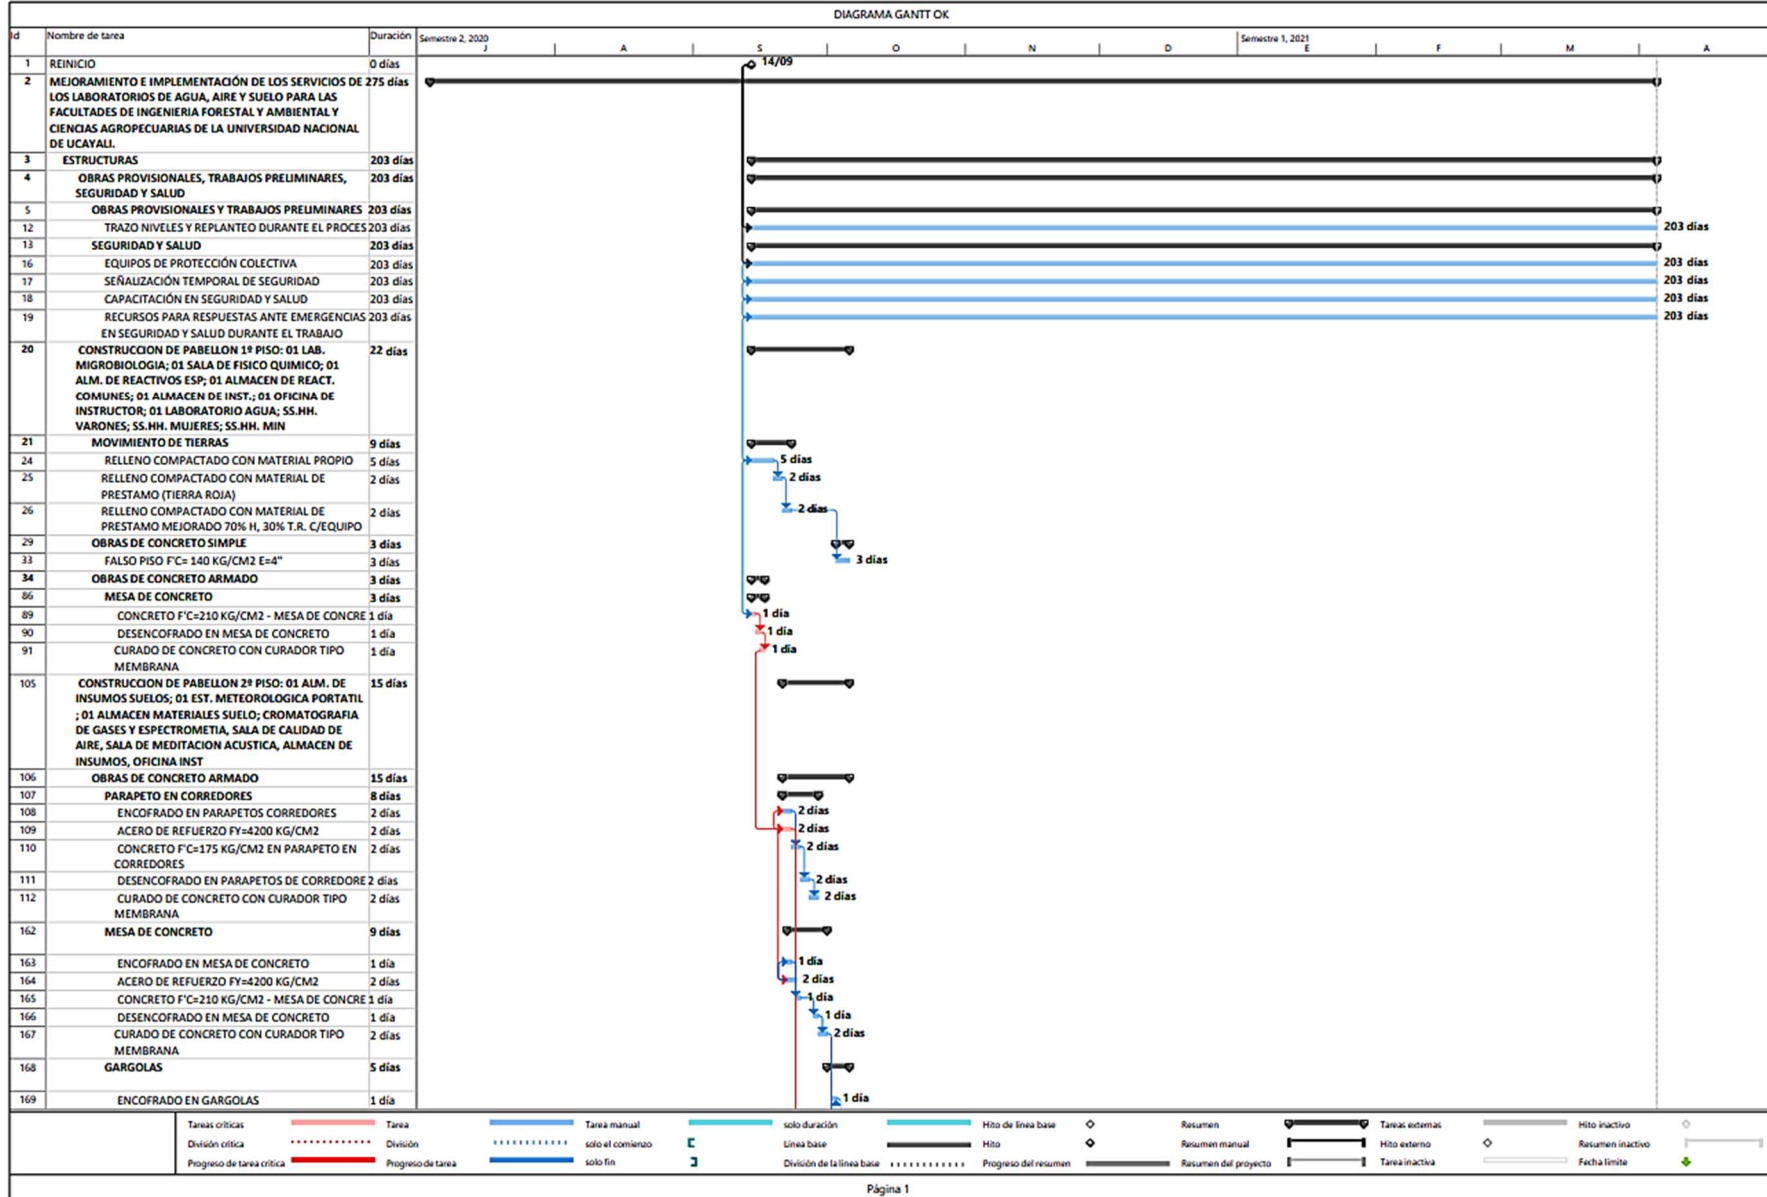 DIAGRAMA GANTT OK
Id Nombre de tarea Duración Semestre 2, 2020 Semestre 1, 2021
J A S O N D E F M A
1 REINICIO 0 días 14/09
2 MEJORAMIENTO E IMPLEMENTACIÓN DE LOS SERVICIOS DE 275 días
LOS LABORATORIOS DE AGUA, AIRE Y SUELO PARA LAS
FACULTADES DE INGENIERIA FORESTAL Y AMBIENTAL Y
CIENCIAS AGROPECUARIAS DE LA UNIVERSIDAD NACIONAL
DE UCAYALI.
3 ESTRUCTURAS 203 días
4 OBRAS PROVISIONALES, TRABAJOS PRELIMINARES, 203 días
SEGURIDAD Y SALUD
5 OBRAS PROVISIONALES Y TRABAJOS PRELIMINARES 203 días
12 TRAZO NIVELES Y REPLANTEO DURANTE EL PROCES 203 días 203 días
13 SEGURIDAD Y SALUD 203 días
16 EQUIPOS DE PROTECCIÓN COLECTIVA 203 días 203 días
17 SEÑALIZACIÓN TEMPORAL DE SEGURIDAD 203 días 203 días
18 CAPACITACIÓN EN SEGURIDAD Y SALUD 203 días 203 días
19 RECURSOS PARA RESPUESTAS ANTE EMERGENCIAS 203 días 203 días
EN SEGURIDAD Y SALUD DURANTE EL TRABAJO
20 CONSTRUCCION DE PABELLON 1º PISO: 01 LAB. 22 días
MIGROBIOLOGIA; 01 SALA DE FISICO QUIMICO; 01
ALM. DE REACTIVOS ESP; 01 ALMACEN DE REACT.
COMUNES; 01 ALMACEN DE INST.; 01 OFICINA DE
INSTRUCTOR; 01 LABORATORIO AGUA; SS.HH.
VARONES; SS.HH. MUJERES; SS.HH. MIN
21 MOVIMIENTO DE TIERRAS 9 días
24 RELLENO COMPACTADO CON MATERIAL PROPIO 5 días 5 días
25 RELLENO COMPACTADO CON MATERIAL DE 2 días 2 días
PRESTAMO (TIERRA ROJA)
26 RELLENO COMPACTADO CON MATERIAL DE 2 días 2 días
PRESTAMO MEJORADO 70% H, 30% T.R. C/EQUIPO
29 OBRAS DE CONCRETO SIMPLE 3 días
33 FALSO PISO F'C= 140 KG/CM2 E=4" 3 días 3 días
34 OBRAS DE CONCRETO ARMADO 3 días
86 MESA DE CONCRETO 3 días
89 CONCRETO F'C=210 KG/CM2 - MESA DE CONCRE 1 día 1 día
90 DESENCOFRADO EN MESA DE CONCRETO 1 día 1 día
91 CURADO DE CONCRETO CON CURADOR TIPO 1 día 1 día
MEMBRANA
105 CONSTRUCCION DE PABELLON 2º PISO: 01 ALM. DE 15 días
INSUMOS SUELOS; 01 EST. METEOROLOGICA PORTATIL
; 01 ALMACEN MATERIALES SUELO; CROMATOGRAFIA
DE GASES Y ESPECTROMETIA, SALA DE CALIDAD DE
AIRE, SALA DE MEDITACION ACUSTICA, ALMACEN DE
INSUMOS, OFICINA INST
106 OBRAS DE CONCRETO ARMADO 15 días
107 PARAPETO EN CORREDORES 8 días
108 ENCOFRADO EN PARAPETOS CORREDORES 2 días 2 días
109 ACERO DE REFUERZO FY=4200 KG/CM2 2 días 2 días
110 CONCRETO F'C=175 KG/CM2 EN PARAPETO EN 2 días 2 días
CORREDORES
111 DESENCOFRADO EN PARAPETOS DE CORREDORE 2 días 2 días
112 CURADO DE CONCRETO CON CURADOR TIPO 2 días 2 días
MEMBRANA
162 MESA DE CONCRETO 9 días
163 ENCOFRADO EN MESA DE CONCRETO 1 día 1 día
164 ACERO DE REFUERZO FY=4200 KG/CM2 2 días 2 días
165 CONCRETO F'C=210 KG/CM2 - MESA DE CONCRE 1 día 1 día
166 DESENCOFRADO EN MESA DE CONCRETO 1 día 1 día
167 CURADO DE CONCRETO CON CURADOR TIPO 2 días 2 días
MEMBRANA
168 GARGOLAS 5 días
169 ENCOFRADO EN GARGOLAS 1 día 1 día
Tareas críticas Tarea Tarea manual solo duración Hito de línea base Resumen Tareas externas Hito inactivo
División crítica División solo el comienzo Línea base Hito Resumen manual Hito externo Resumen inactivo
Progreso de tarea crítica Progreso de tarea solo fin División de la línea base Progreso del resumen Resumen del proyecto Tarea inactiva Fecha límite
Página 1